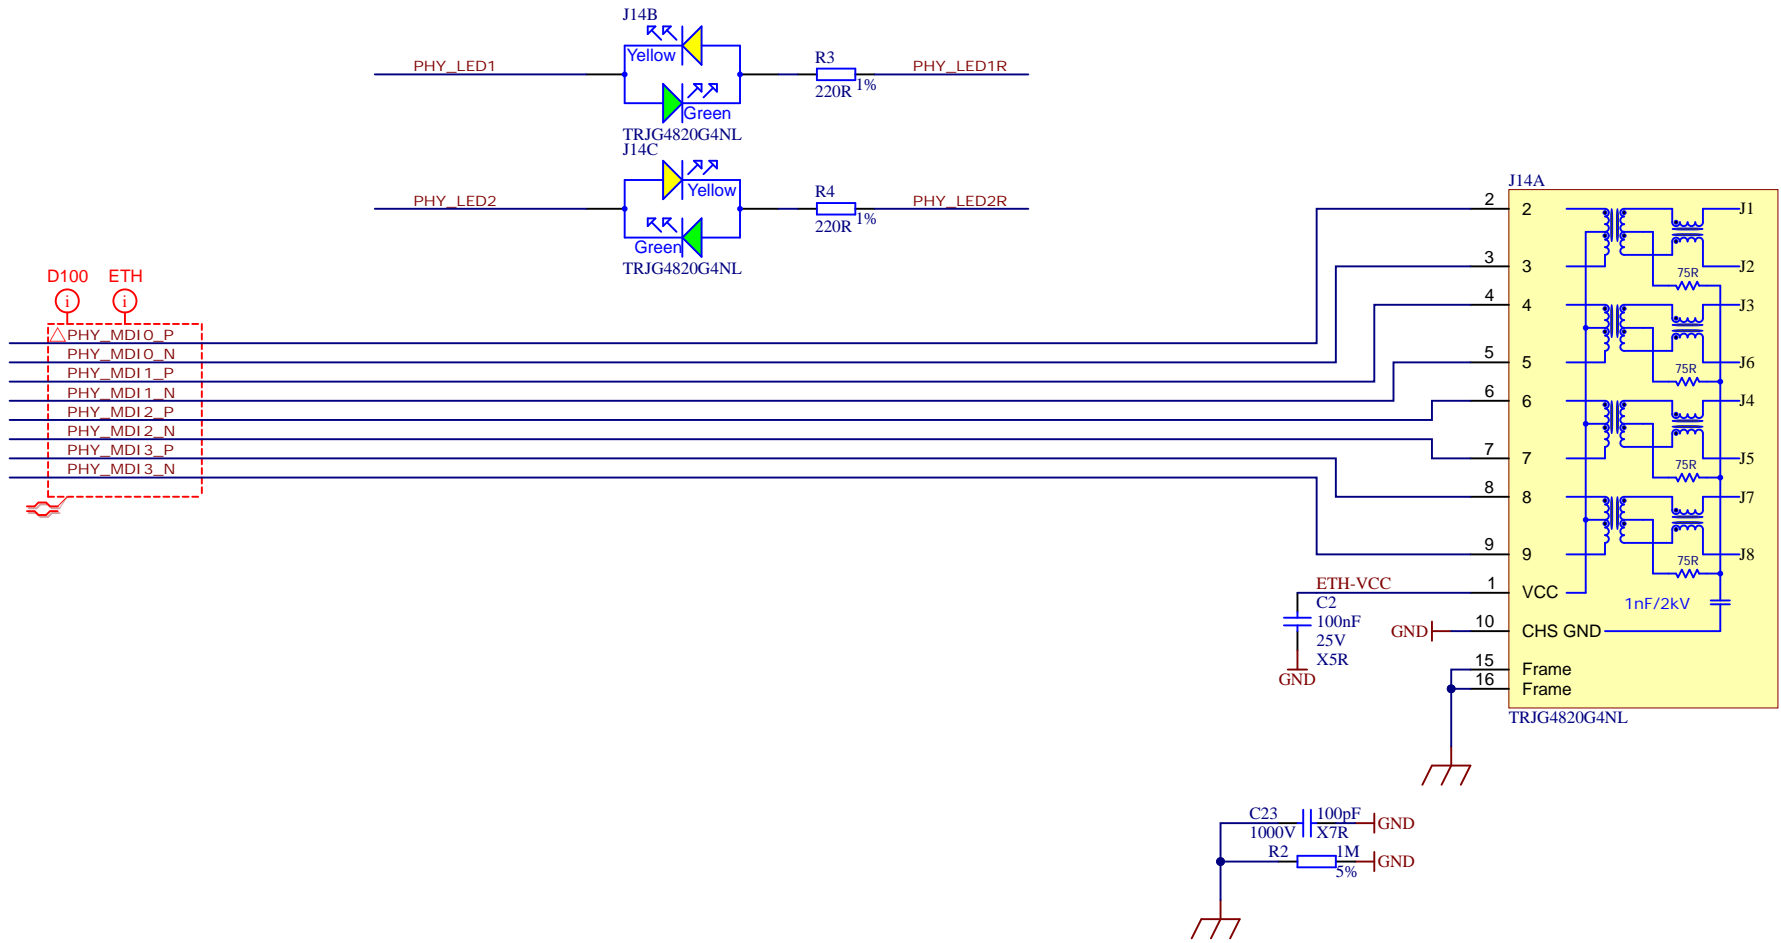 J14B
Yellow
PHY_LED1
R3
PHY_LED1R
220R
1%
Green
TRJG4820G4NL
J14C
Yellow
PHY_LED2
R4
PHY_LED2R
220R
1%
Green
TRJG4820G4NL
D100
ETH
i
i
PHY_MDI0_P
PHY_MDI0_N
PHY_MDI1_P
PHY_MDI1_N
PHY_MDI2_P
PHY_MDI2_N
PHY_MDI3_P
PHY_MDI3_N
J14A
2
2
J1
3
3
J2
75R
4
4
J3
5
5
J6
75R
6
6
J4
7
7
J5
75R
8
8
J7
9
9
J8
75R
ETH-VCC
1
VCC
1nF/2kV
C2
100nF
25V
X5R
GND
GND
10
CHS GND
15
Frame
16
Frame
TRJG4820G4NL
C23
100pF
1000V
X7R
GND
R2
1M
5%
GND